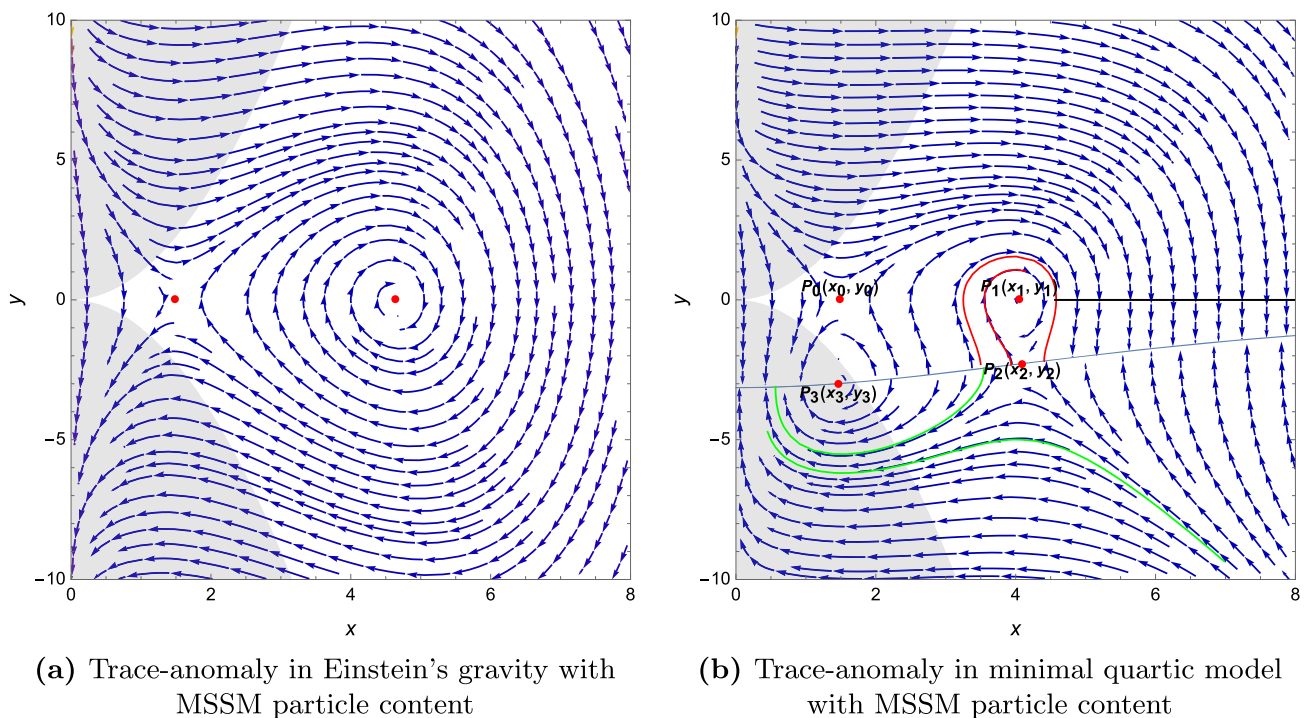 10
5
0
−5
−10
y
0
2
4
6
8
x
(a) Trace-anomaly in Einstein's gravity with
MSSM particle content
10
5
0
−5
−10
y
P0(x0, y0)
P1(x1, y1)
P2(x2, y2)
P3(x3, y3)
0
2
4
6
8
x
(b) Trace-anomaly in minimal quartic model
with MSSM particle content